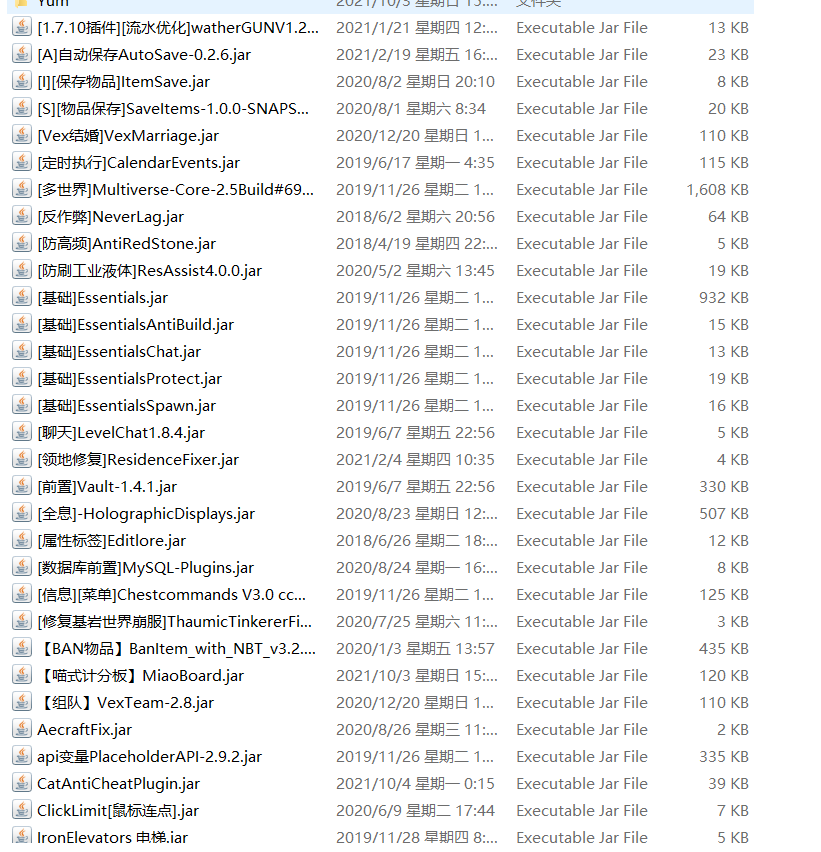 Yum 2021/10/3 星期日 15:... 文件夹
[1.7.10插件][流水优化]watherGUNV1.2... 2021/1/21 星期四 12:... Executable Jar File 13 KB
[A]自动保存AutoSave-0.2.6.jar 2021/2/19 星期五 16:... Executable Jar File 23 KB
[I][保存物品]ItemSave.jar 2020/8/2 星期日 20:10 Executable Jar File 8 KB
[S][物品保存]SaveItems-1.0.0-SNAPS... 2020/8/1 星期六 8:34 Executable Jar File 20 KB
[Vex结婚]VexMarriage.jar 2020/12/20 星期日 1... Executable Jar File 110 KB
[定时执行]CalendarEvents.jar 2019/6/17 星期一 4:35 Executable Jar File 115 KB
[多世界]Multiverse-Core-2.5Build#69... 2019/11/26 星期二 1... Executable Jar File 1,608 KB
[反作弊]NeverLag.jar 2018/6/2 星期六 20:56 Executable Jar File 64 KB
[防高频]AntiRedStone.jar 2018/4/19 星期四 22:... Executable Jar File 5 KB
[防刷工业液体]ResAssist4.0.0.jar 2020/5/2 星期六 13:45 Executable Jar File 19 KB
[基础]Essentials.jar 2019/11/26 星期二 1... Executable Jar File 932 KB
[基础]EssentialsAntiBuild.jar 2019/11/26 星期二 1... Executable Jar File 15 KB
[基础]EssentialsChat.jar 2019/11/26 星期二 1... Executable Jar File 13 KB
[基础]EssentialsProtect.jar 2019/11/26 星期二 1... Executable Jar File 19 KB
[基础]EssentialsSpawn.jar 2019/11/26 星期二 1... Executable Jar File 16 KB
[聊天]LevelChat1.8.4.jar 2019/6/7 星期五 22:56 Executable Jar File 5 KB
[领地修复]ResidenceFixer.jar 2021/2/4 星期四 10:35 Executable Jar File 4 KB
[前置]Vault-1.4.1.jar 2019/6/7 星期五 22:56 Executable Jar File 330 KB
[全息]-HolographicDisplays.jar 2020/8/23 星期日 12:... Executable Jar File 507 KB
[属性标签]Editlore.jar 2018/6/26 星期二 18:... Executable Jar File 12 KB
[数据库前置]MySQL-Plugins.jar 2020/8/24 星期一 16:... Executable Jar File 8 KB
[信息][菜单]Chestcommands V3.0 cc... 2019/11/26 星期二 1... Executable Jar File 125 KB
[修复基岩世界崩服]ThaumicTinkererFi... 2020/7/25 星期六 11:... Executable Jar File 3 KB
【BAN物品】BanItem_with_NBT_v3.2.... 2020/1/3 星期五 13:57 Executable Jar File 435 KB
【喵式计分板】MiaoBoard.jar 2021/10/3 星期日 15:... Executable Jar File 120 KB
【组队】VexTeam-2.8.jar 2020/12/20 星期日 1... Executable Jar File 110 KB
AecraftFix.jar 2020/8/26 星期三 11:... Executable Jar File 2 KB
api变量PlaceholderAPI-2.9.2.jar 2019/11/26 星期二 1... Executable Jar File 335 KB
CatAntiCheatPlugin.jar 2021/10/4 星期一 0:15 Executable Jar File 39 KB
ClickLimit[鼠标连点].jar 2020/6/9 星期二 17:44 Executable Jar File 7 KB
IronElevators 电梯.jar 2019/11/28 星期四 8:... Executable Jar File 5 KB